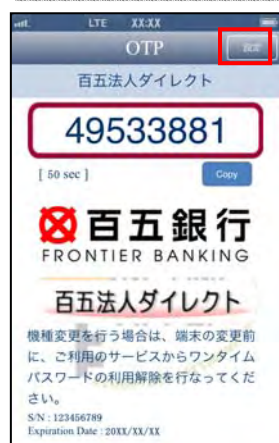 LTE XX:XX
OTP
設定
百五法人ダイレクト
49533881
[ 50 sec ]
Copy
百五銀行
FRONTIER BANKING
百五法人ダイレクト
機種変更を行う場合は、端末の変更前
に、ご利用のサービスからワンタイム
パスワードの利用解除を行なってくだ
さい。
S/N : 123456789
Expiration Date : 20XX/XX/XX